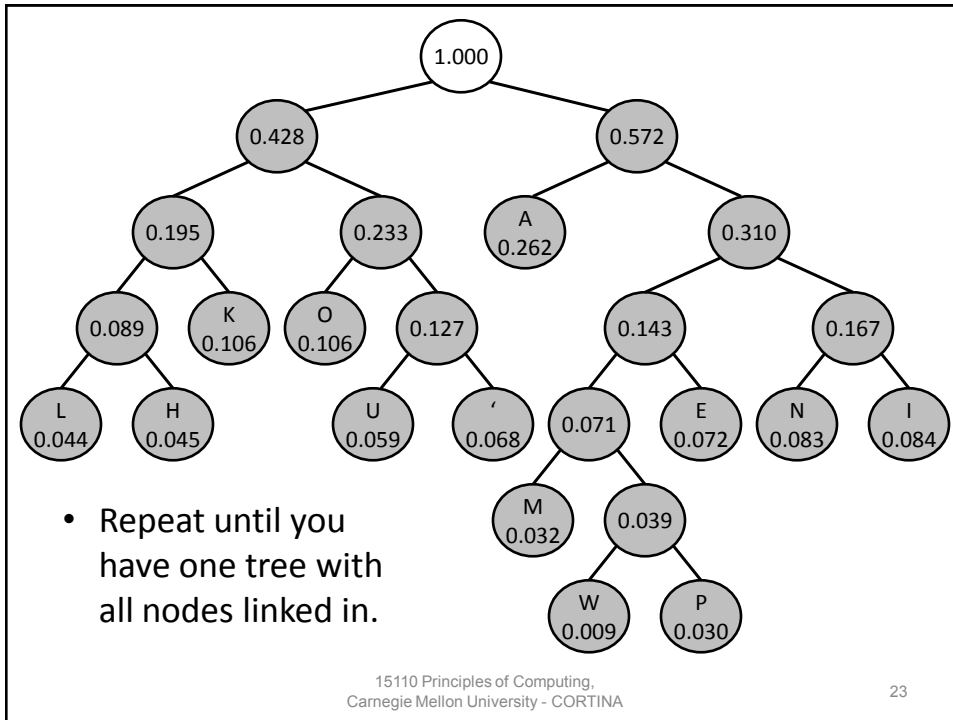 1.000
0.428
0.572
0.195
0.233
A
0.262
0.310
0.089
K
0.106
O
0.106
0.127
0.143
0.167
L
0.044
H
0.045
U
0.059
‘
0.068
0.071
E
0.072
N
0.083
I
0.084
M
0.032
0.039
W
0.009
P
0.030
• Repeat until you
have one tree with
all nodes linked in.
15110 Principles of Computing,
Carnegie Mellon University - CORTINA
23